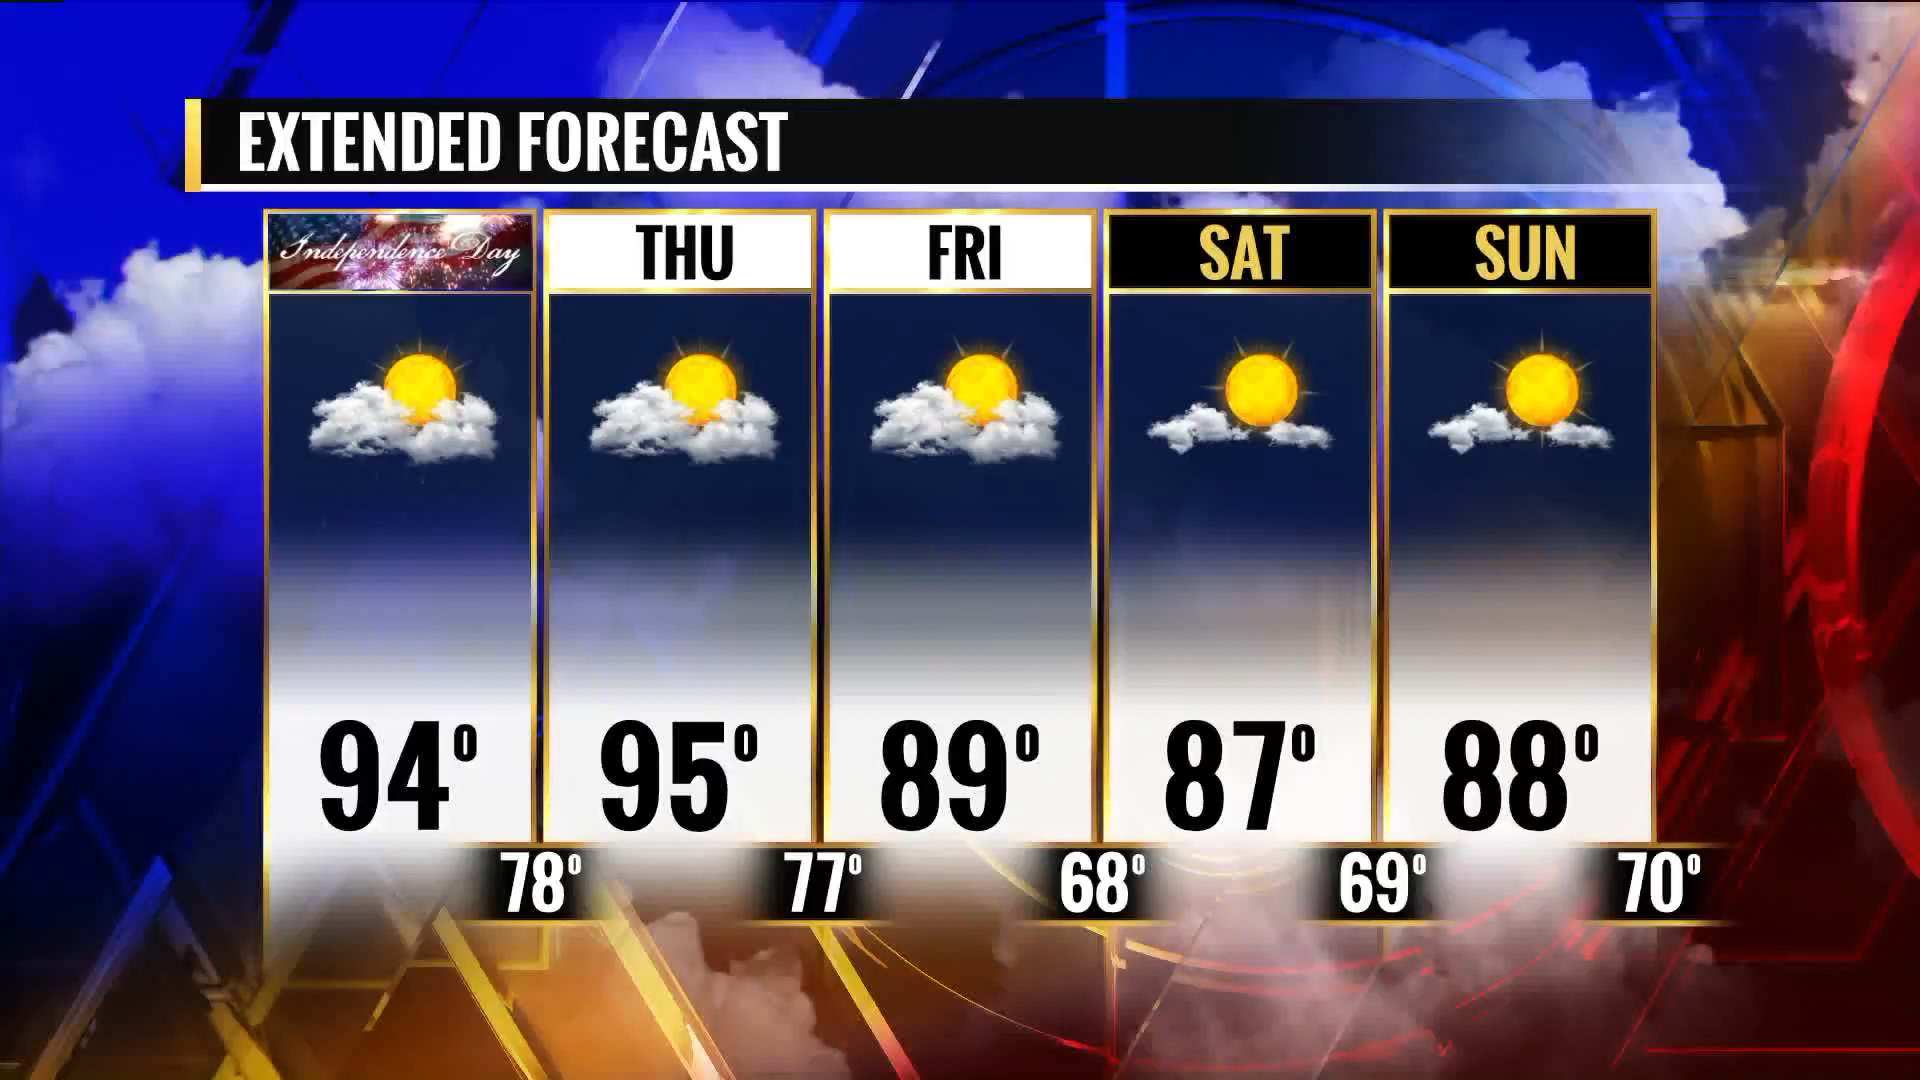 EXTENDED FORECAST
Independence Day THU FRI SAT SUN
94° 95° 89° 87° 88°
78° 77° 68° 69° 70°